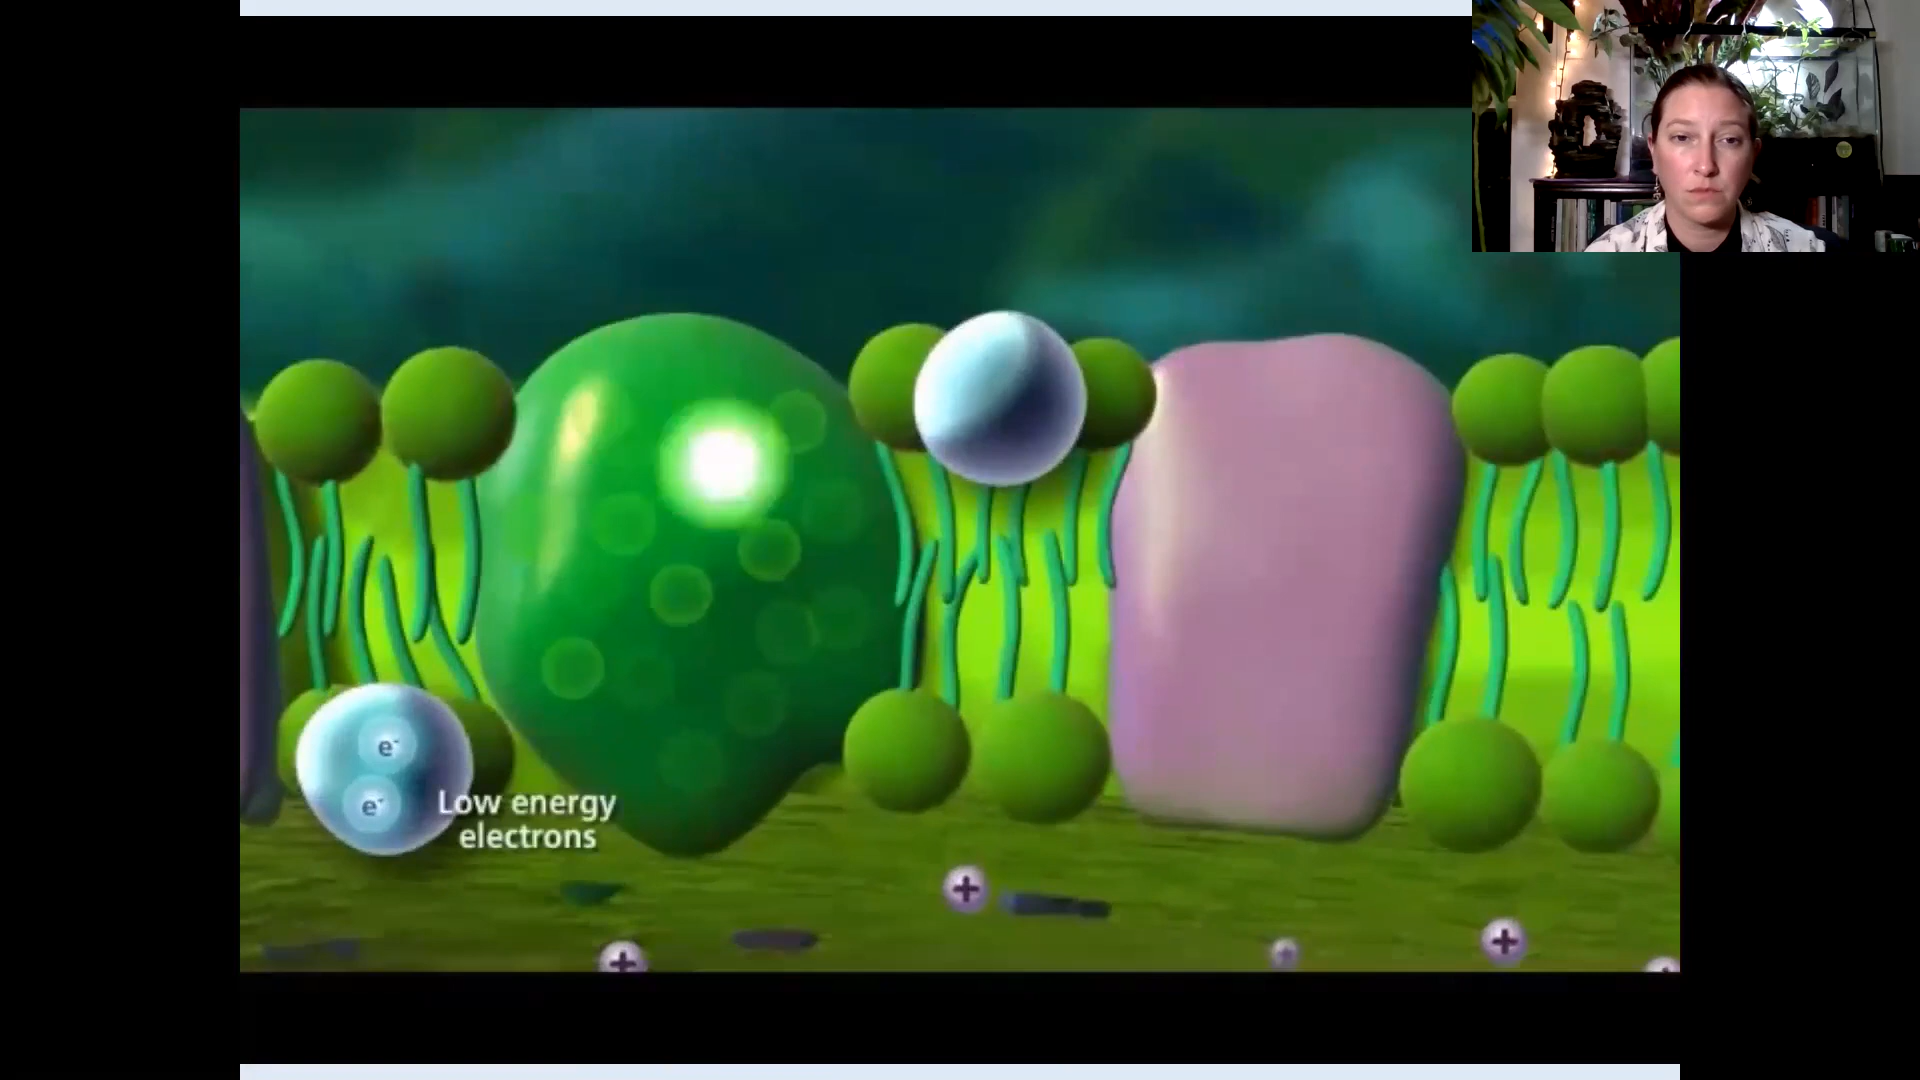 e⁻
e⁻
Low energy
electrons
+
+
+